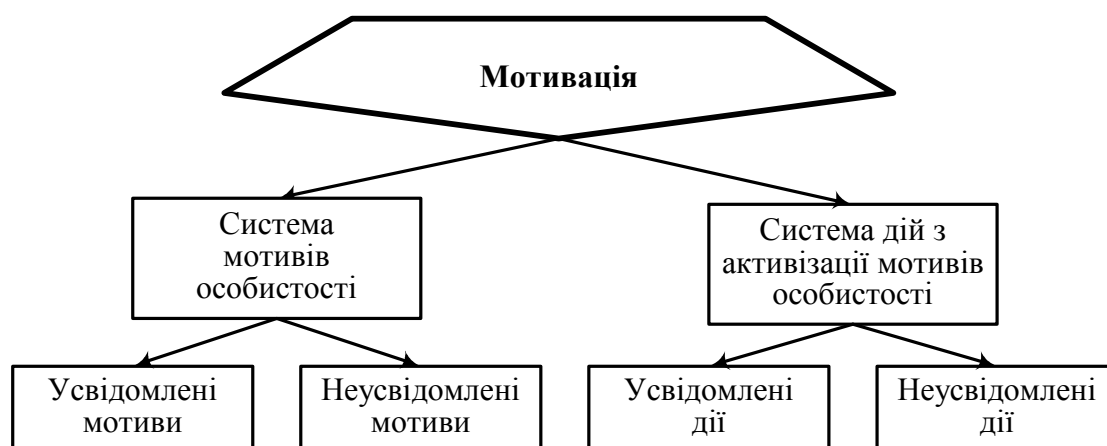 Мотивація
Система
мотивів
особистості
Система дій з
активізації мотивів
особистості
Усвідомлені
мотиви
Неусвідомлені
мотиви
Усвідомлені
дії
Неусвідомлені
дії